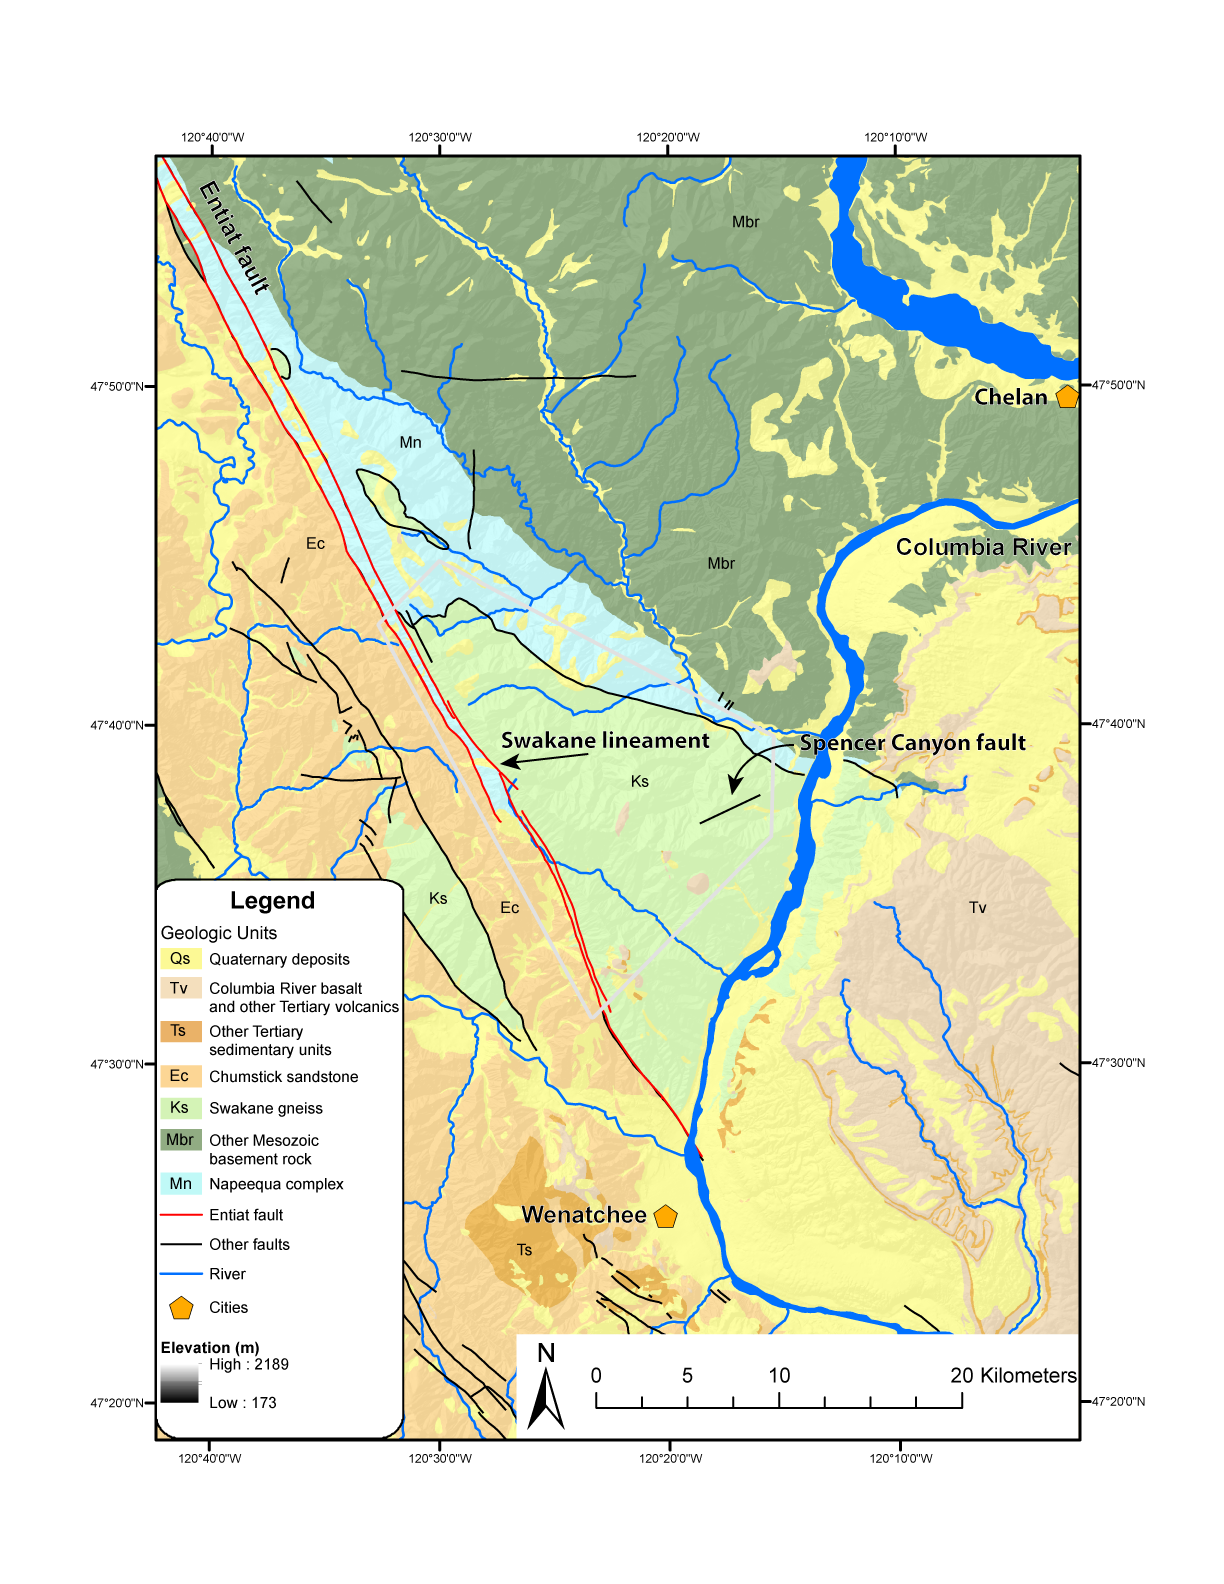 120°40'0"W
120°30'0"W
120°20'0"W
120°10'0"W
Entiat fault
Mbr
47°50'0"N
47°50'0"N
Chelan
Mn
Ec
Columbia River
Mbr
47°40'0"N
47°40'0"N
Swakane lineament
Spencer Canyon fault
Ks
Ks
Ec
Tv
Legend
Geologic Units
Qs Quaternary deposits
Tv Columbia River basalt
and other Tertiary volcanics
Ts Other Tertiary
sedimentary units
Ec Chumstick sandstone
Ks Swakane gneiss
Mbr Other Mesozoic
basement rock
Mn Napeequa complex
Entiat fault
Other faults
River
Cities
Elevation (m)
High : 2189
Low : 173
47°30'0"N
47°30'0"N
Wenatchee
Ts
N
0 5 10 20 Kilometers
47°20'0"N
47°20'0"N
120°40'0"W
120°30'0"W
120°20'0"W
120°10'0"W